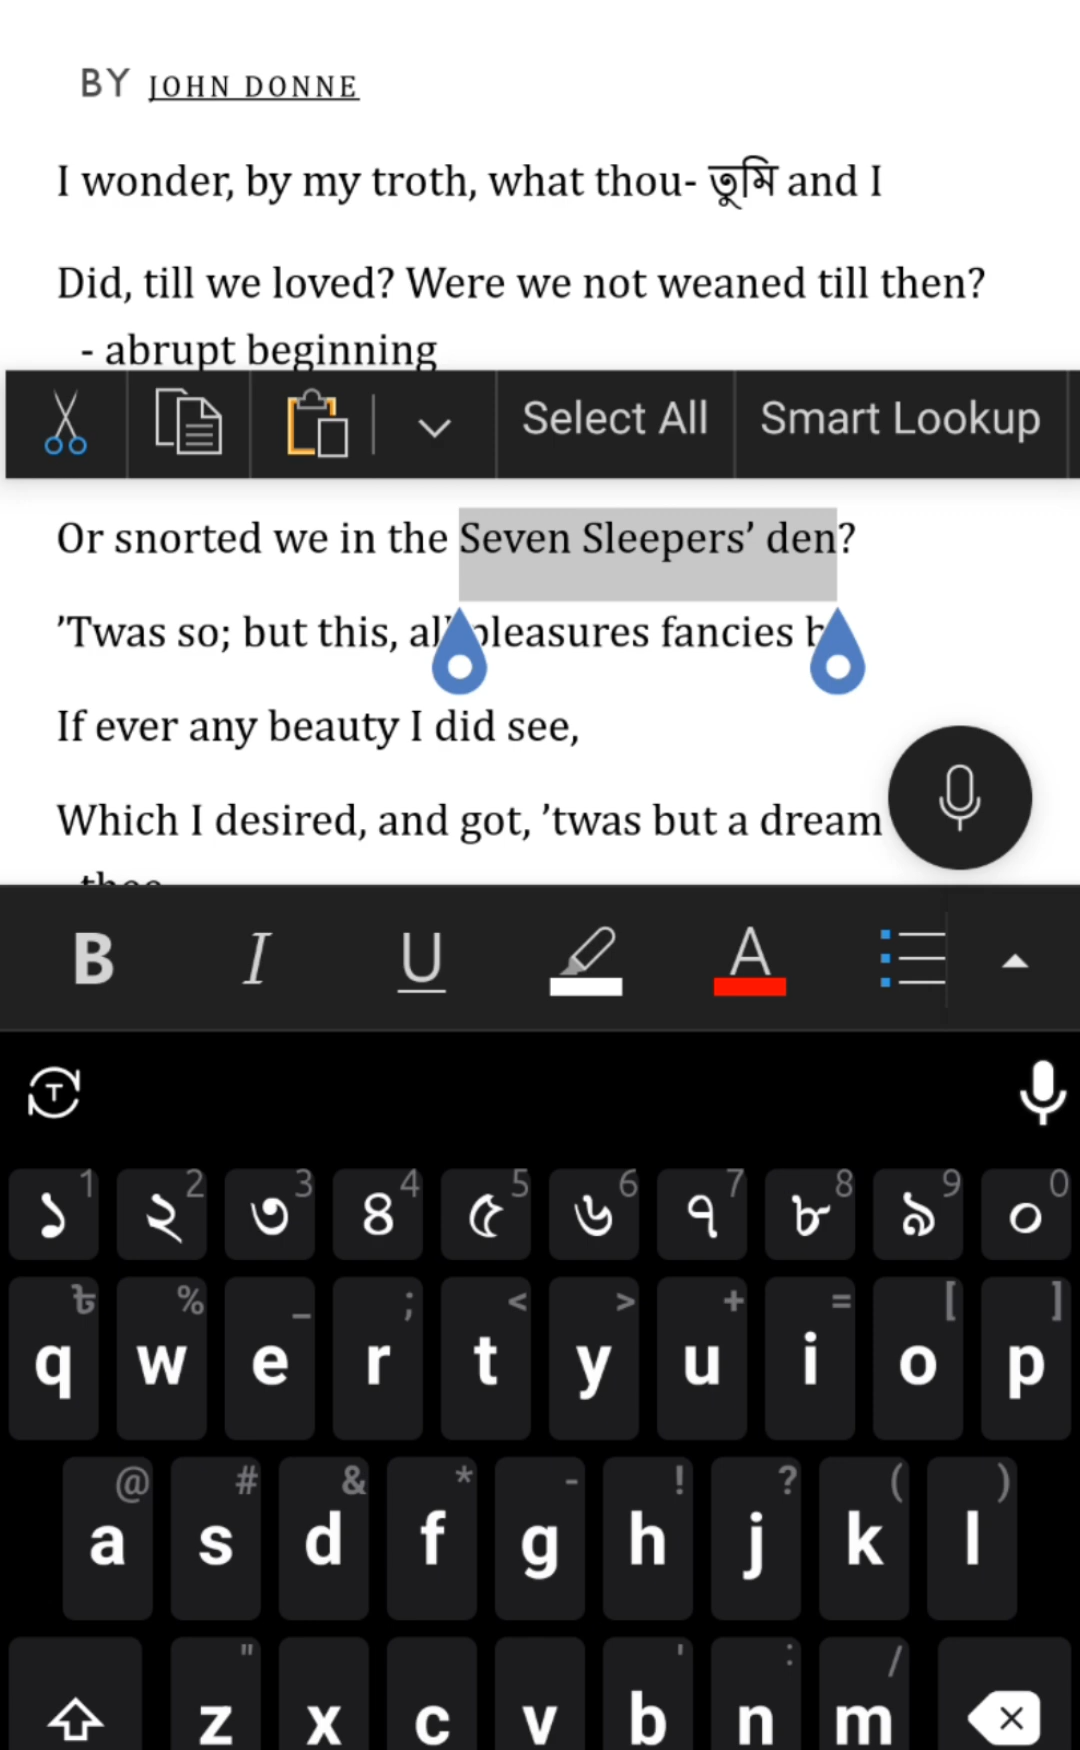 BY JOHN DONNE
I wonder, by my troth, what thou- তুমি and I
Did, till we loved? Were we not weaned till then?
- abrupt beginning
Select All Smart Lookup
Or snorted we in the Seven Sleepers’ den?
’Twas so; but this, all pleasures fancies
If ever any beauty I did see,
Which I desired, and got, ’twas but a dream
B I U A
T
1 2 3 4 5 6 7 8 9 0
১ ২ ৩ ৪ ৫ ৬ ৭ ৮ ৯ ০
৳ % _ ; < > + = [ ]
q w e r t y u i o p
@ # & * - ! ? ( )
a s d f g h j k l
" ' : /
z x c v b n m